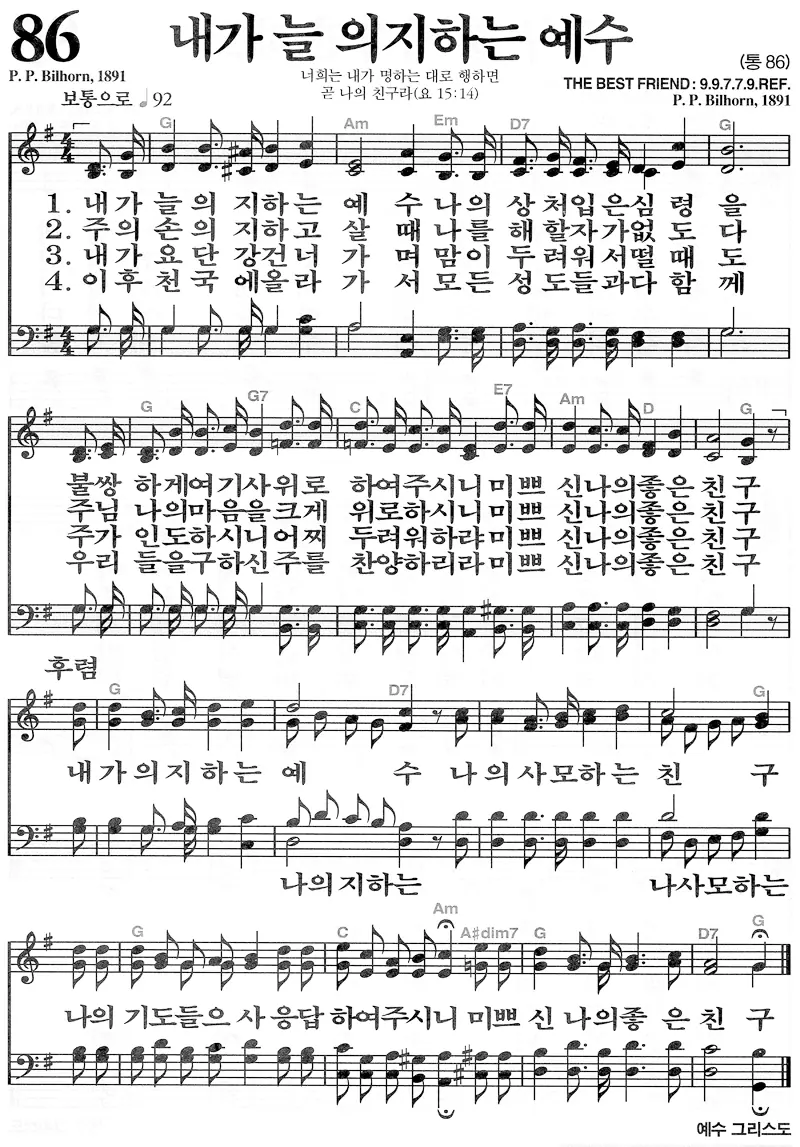 86 내가 늘 의지하는 예수
(통 86)
P. P. Bilhorn, 1891
너희는 내가 명하는 대로 행하면
곧 나의 친구라(요 15:14)
THE BEST FRIEND: 9.9.7.7.9.REF.
P. P. Bilhorn, 1891
보통으로 ♩92
G Am Em D7 G
1. 내가 늘의 지하는 예 수 나의 상 처입은심 령 을
2. 주의 손의 지하고 살 때 나를 해 할자가없 도 다
3. 내가 요단 강건너 가 며 맘이 두 려워서떨 때 도
4. 이후 천국 에올라 가 서 모든 성 도들과다 함 께
G G7 C E7 Am D G
불쌍 하게여기사위로 하여주시니 미쁘 신나의좋은 친 구
주님 나의마음을크게 위로하시니 미쁘 신나의좋은 친 구
주가 인도하시니어찌 두려워하랴 미쁘 신나의좋은 친 구
우리 들을구하신주를 찬양하리라 미쁘 신나의좋은 친 구
후렴
G D7 G
내 가 의 지 하 는 예 수 나 의 사 모 하 는 친 구
나의지하는 나사모하는
G C Am A#dim7 G D7 G
나의 기도들으 사 응답 하여주시니 미쁘 신 나의좋 은 친 구
예수 그리스도